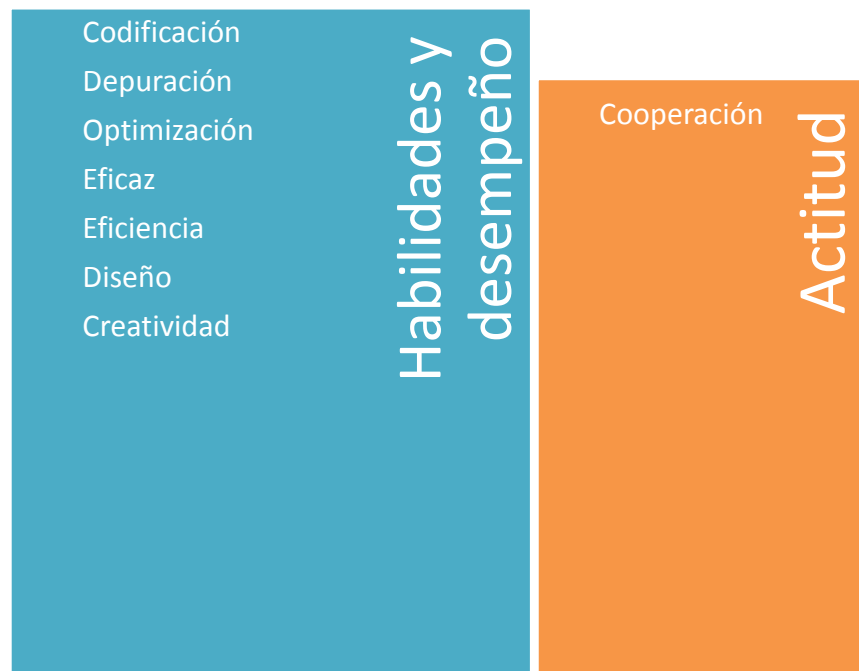 Codificación
Depuración
Optimización
Eficaz
Eficiencia
Diseño
Creatividad
Habilidades y
desempeño
Cooperación
Actitud